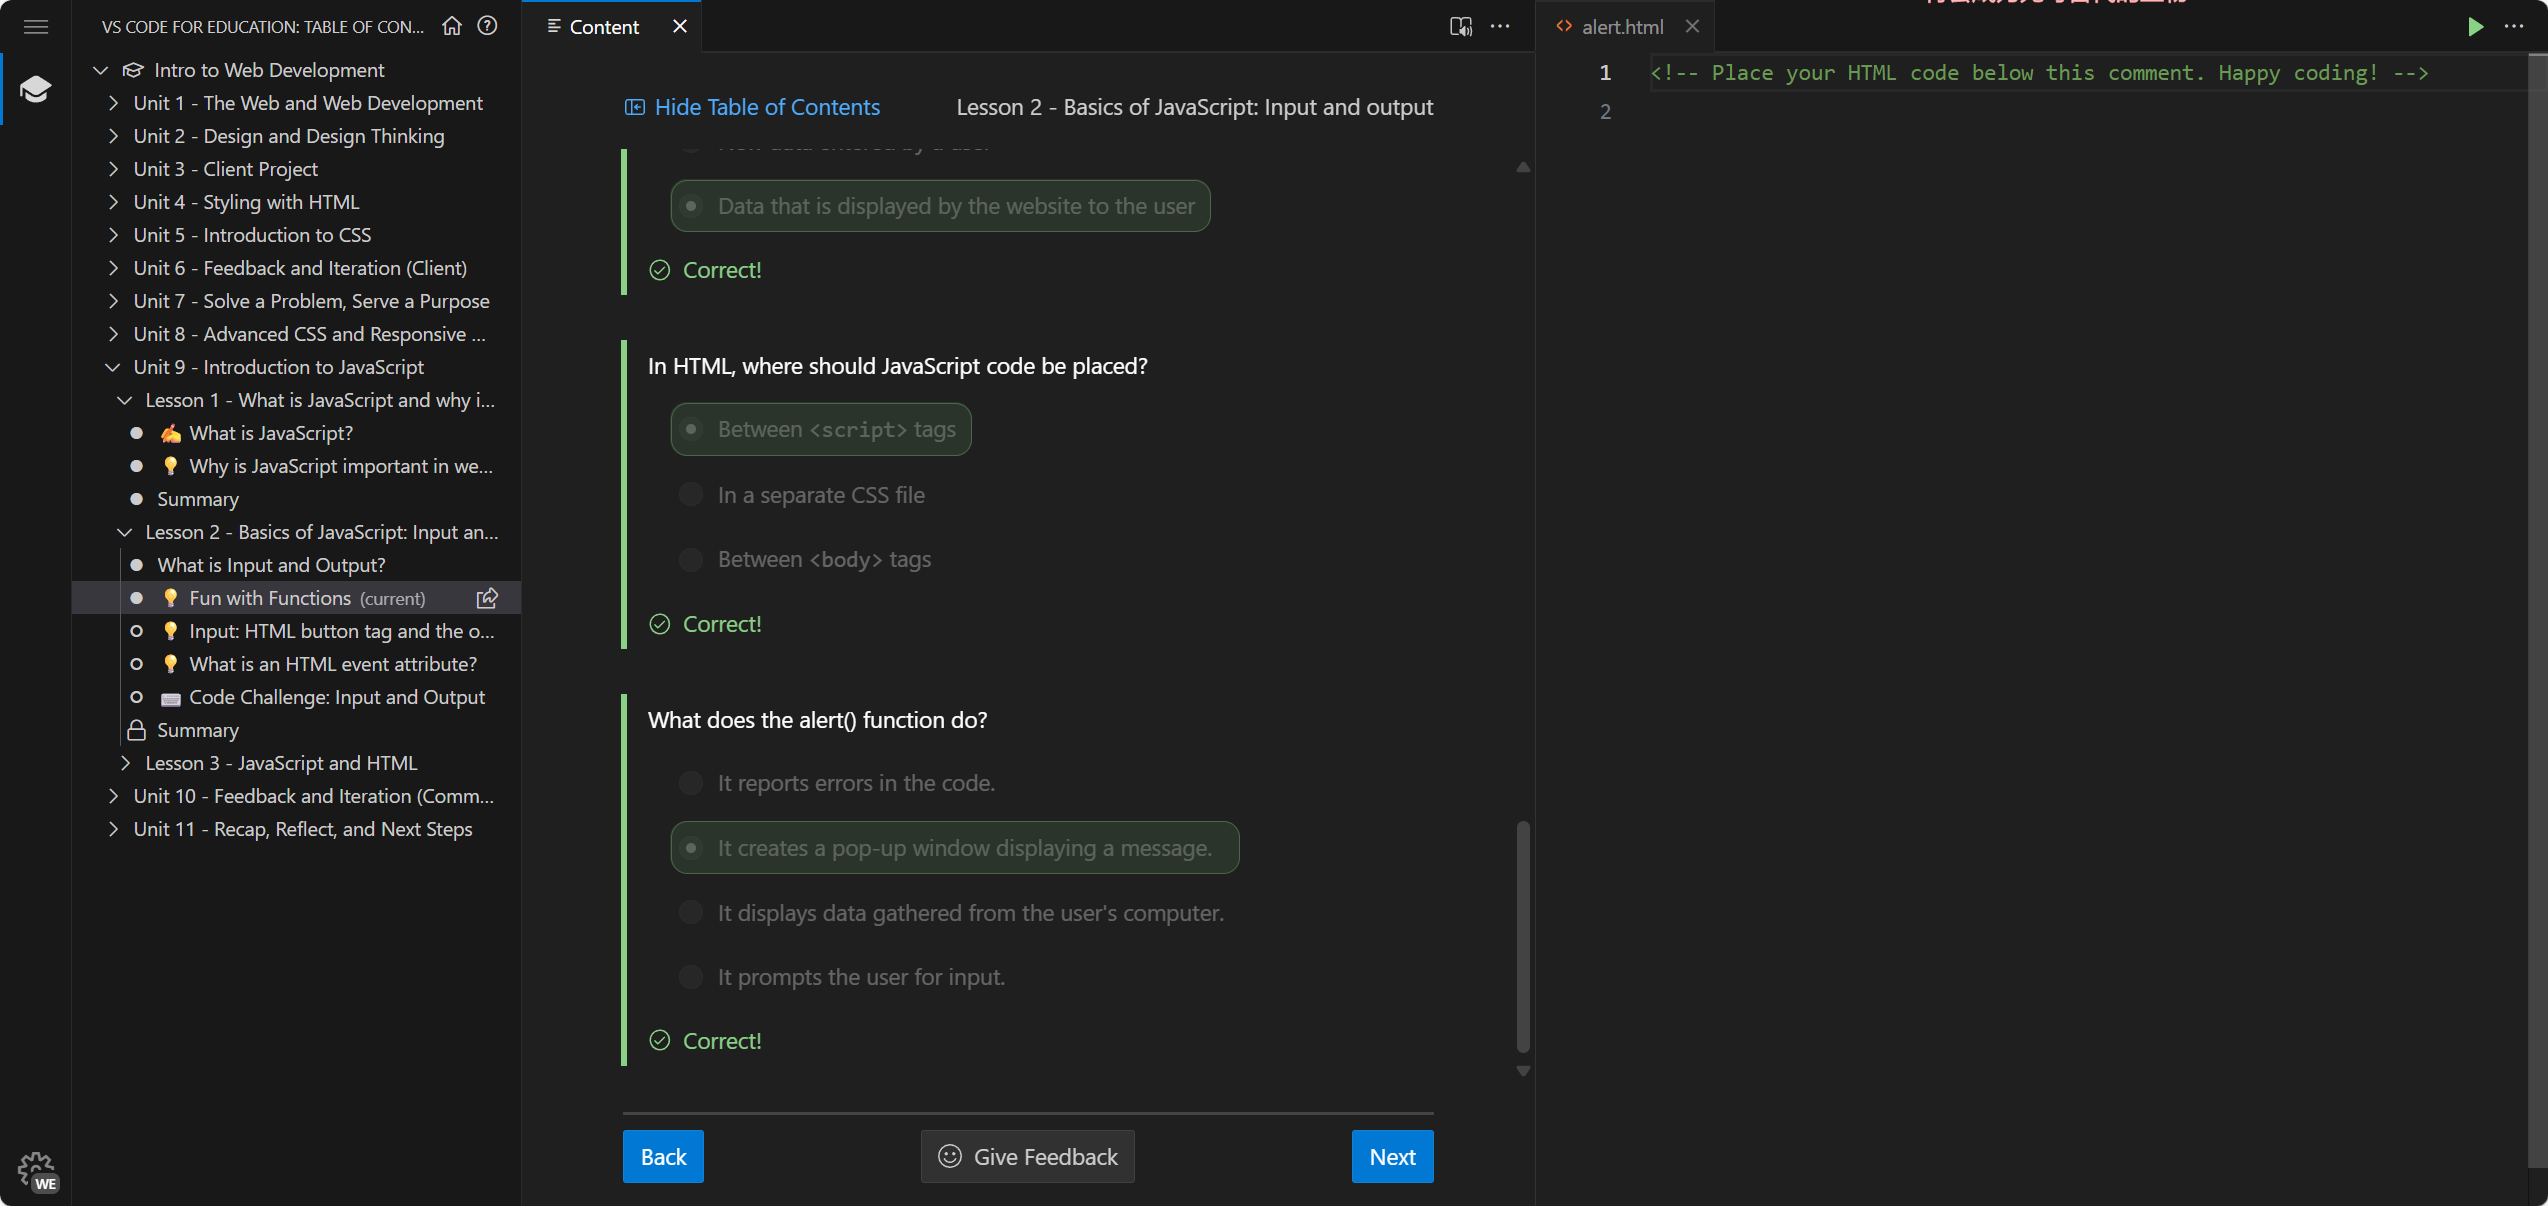 VS CODE FOR EDUCATION: TABLE OF CON...
Intro to Web Development
Unit 1 - The Web and Web Development
Unit 2 - Design and Design Thinking
Unit 3 - Client Project
Unit 4 - Styling with HTML
Unit 5 - Introduction to CSS
Unit 6 - Feedback and Iteration (Client)
Unit 7 - Solve a Problem, Serve a Purpose
Unit 8 - Advanced CSS and Responsive ...
Unit 9 - Introduction to JavaScript
Lesson 1 - What is JavaScript and why i...
✍️ What is JavaScript?
💡 Why is JavaScript important in we...
Summary
Lesson 2 - Basics of JavaScript: Input an...
What is Input and Output?
💡 Fun with Functions (current)
💡 Input: HTML button tag and the o...
💡 What is an HTML event attribute?
⌨️ Code Challenge: Input and Output
Summary
Lesson 3 - JavaScript and HTML
Unit 10 - Feedback and Iteration (Comm...
Unit 11 - Recap, Reflect, and Next Steps
WE
Content
Hide Table of Contents
Lesson 2 - Basics of JavaScript: Input and output
Data that is displayed by the website to the user
Correct!
In HTML, where should JavaScript code be placed?
Between <script> tags
In a separate CSS file
Between <body> tags
Correct!
What does the alert() function do?
It reports errors in the code.
It creates a pop-up window displaying a message.
It displays data gathered from the user's computer.
It prompts the user for input.
Correct!
Back
Give Feedback
Next
alert.html
1 <!-- Place your HTML code below this comment. Happy coding! -->
2